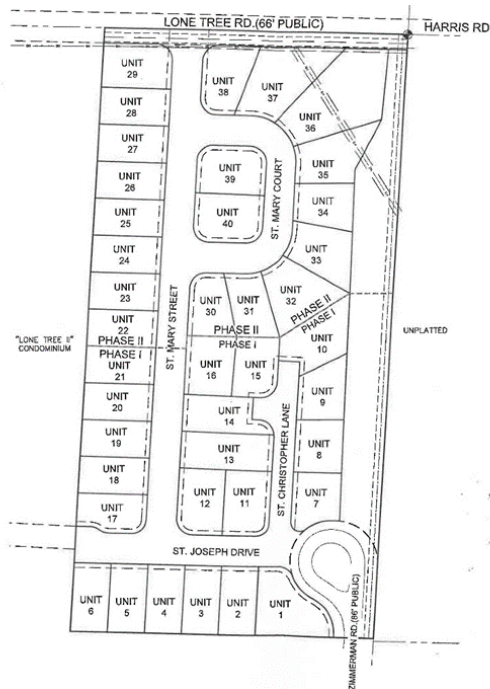 LONE TREE RD.(66' PUBLIC)
HARRIS RD
UNIT
29
UNIT
28
UNIT
27
UNIT
26
UNIT
25
UNIT
24
UNIT
23
UNIT
22
PHASE II
PHASE I
UNIT
21
UNIT
20
UNIT
19
UNIT
18
UNIT
17
"LONE TREE II"
CONDOMINIUM
ST. MARY STREET
UNIT
38
UNIT
37
UNIT
36
UNIT
35
UNIT
34
UNIT
33
UNIT
32
UNIT
39
UNIT
40
ST. MARY COURT
UNIT
30
UNIT
31
PHASE II
PHASE I
PHASE II
PHASE I
UNPLATTED
UNIT
16
UNIT
15
UNIT
14
UNIT
13
UNIT
12
UNIT
11
ST. CHRISTOPHER LANE
UNIT
10
UNIT
9
UNIT
8
UNIT
7
ST. JOSEPH DRIVE
UNIT
6
UNIT
5
UNIT
4
UNIT
3
UNIT
2
UNIT
1
ZIMMERMAN RD.(86' PUBLIC)